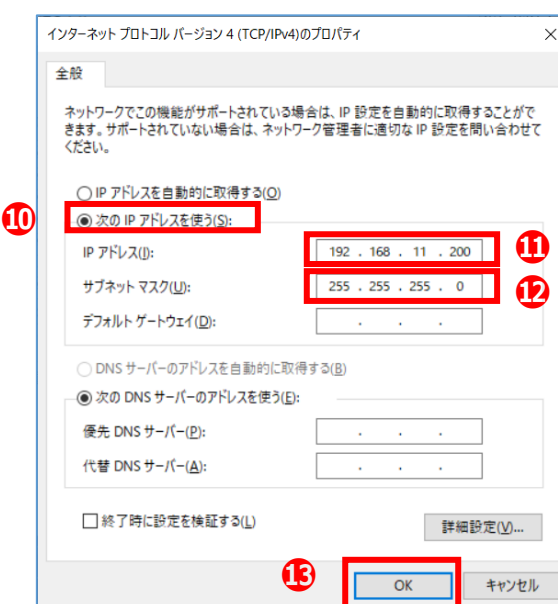 インターネット プロトコル バージョン 4 (TCP/IPv4)のプロパティ
×
全般
ネットワークでこの機能がサポートされている場合は、IP 設定を自動的に取得することがで
きます。サポートされていない場合は、ネットワーク管理者に適切な IP 設定を問い合わせて
ください。
IP アドレスを自動的に取得する(O)
⑩ 次の IP アドレスを使う(S):
IP アドレス(I): 192 . 168 . 11 . 200 ⑪
サブネット マスク(U): 255 . 255 . 255 . 0 ⑫
デフォルト ゲートウェイ(D): . . .
DNS サーバーのアドレスを自動的に取得する(B)
次の DNS サーバーのアドレスを使う(E):
優先 DNS サーバー(P): . . .
代替 DNS サーバー(A): . . .
終了時に設定を検証する(L)
詳細設定(V)...
⑬ OK キャンセル